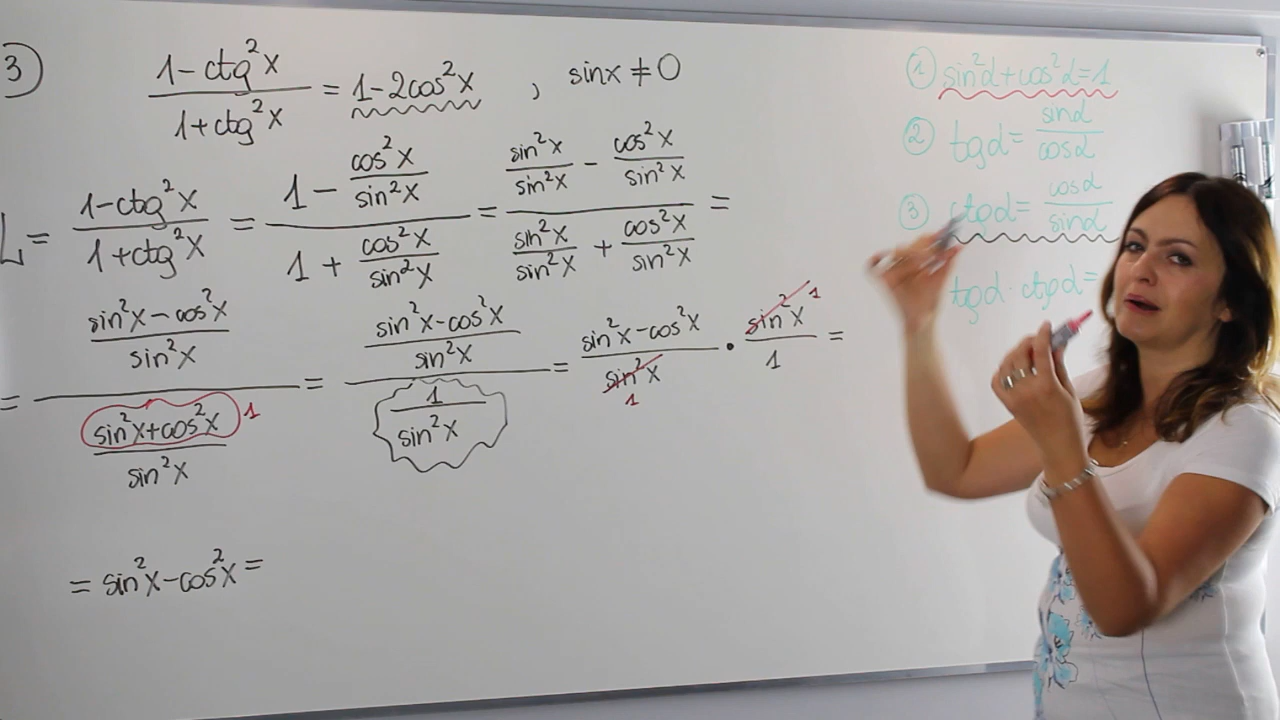 3 (1-ctg²x)/(1+ctg²x) = 1-2cos²x , sinx ≠ 0
L = (1-ctg²x)/(1+ctg²x) = (1 - cos²x/sin²x)/(1 + cos²x/sin²x) = (sin²x/sin²x - cos²x/sin²x)/(sin²x/sin²x + cos²x/sin²x) =
= ((sin²x-cos²x)/sin²x)/((sin²x+cos²x)/sin²x) 1 = ((sin²x-cos²x)/sin²x)/(1/sin²x) = (sin²x-cos²x)/sin²x 1 · sin²x/1 1 =
= sin²x-cos²x =
① sin²α+cos²α=1
② tgα = sinα/cosα
③ ctgα = cosα/sinα
tgα · ctgα =